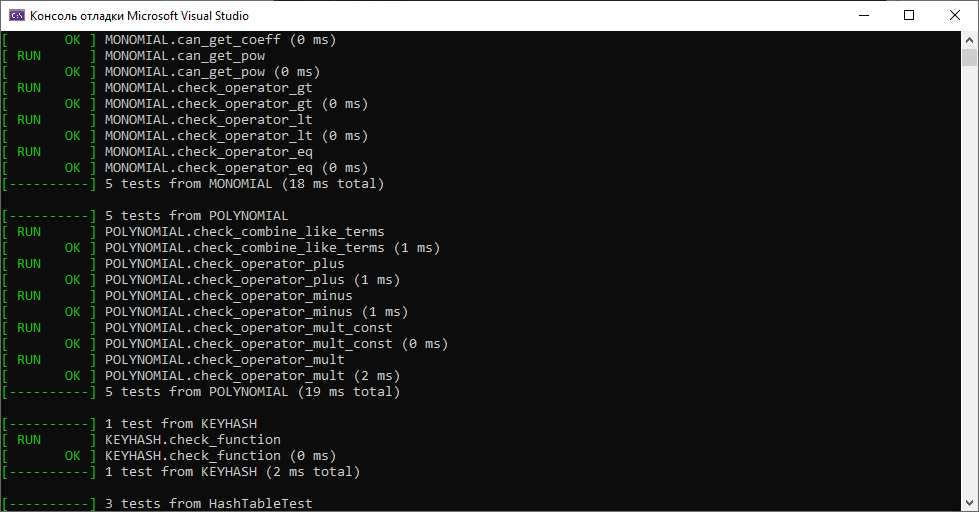 Консоль отладки Microsoft Visual Studio
[       OK ] MONOMIAL.can_get_coeff (0 ms)
[ RUN      ] MONOMIAL.can_get_pow
[       OK ] MONOMIAL.can_get_pow (0 ms)
[ RUN      ] MONOMIAL.check_operator_gt
[       OK ] MONOMIAL.check_operator_gt (0 ms)
[ RUN      ] MONOMIAL.check_operator_lt
[       OK ] MONOMIAL.check_operator_lt (0 ms)
[ RUN      ] MONOMIAL.check_operator_eq
[       OK ] MONOMIAL.check_operator_eq (0 ms)
[----------] 5 tests from MONOMIAL (18 ms total)
[----------] 5 tests from POLYNOMIAL
[ RUN      ] POLYNOMIAL.check_combine_like_terms
[       OK ] POLYNOMIAL.check_combine_like_terms (1 ms)
[ RUN      ] POLYNOMIAL.check_operator_plus
[       OK ] POLYNOMIAL.check_operator_plus (1 ms)
[ RUN      ] POLYNOMIAL.check_operator_minus
[       OK ] POLYNOMIAL.check_operator_minus (1 ms)
[ RUN      ] POLYNOMIAL.check_operator_mult_const
[       OK ] POLYNOMIAL.check_operator_mult_const (0 ms)
[ RUN      ] POLYNOMIAL.check_operator_mult
[       OK ] POLYNOMIAL.check_operator_mult (2 ms)
[----------] 5 tests from POLYNOMIAL (19 ms total)
[----------] 1 test from KEYHASH
[ RUN      ] KEYHASH.check_function
[       OK ] KEYHASH.check_function (0 ms)
[----------] 1 test from KEYHASH (2 ms total)
[----------] 3 tests from HashTableTest